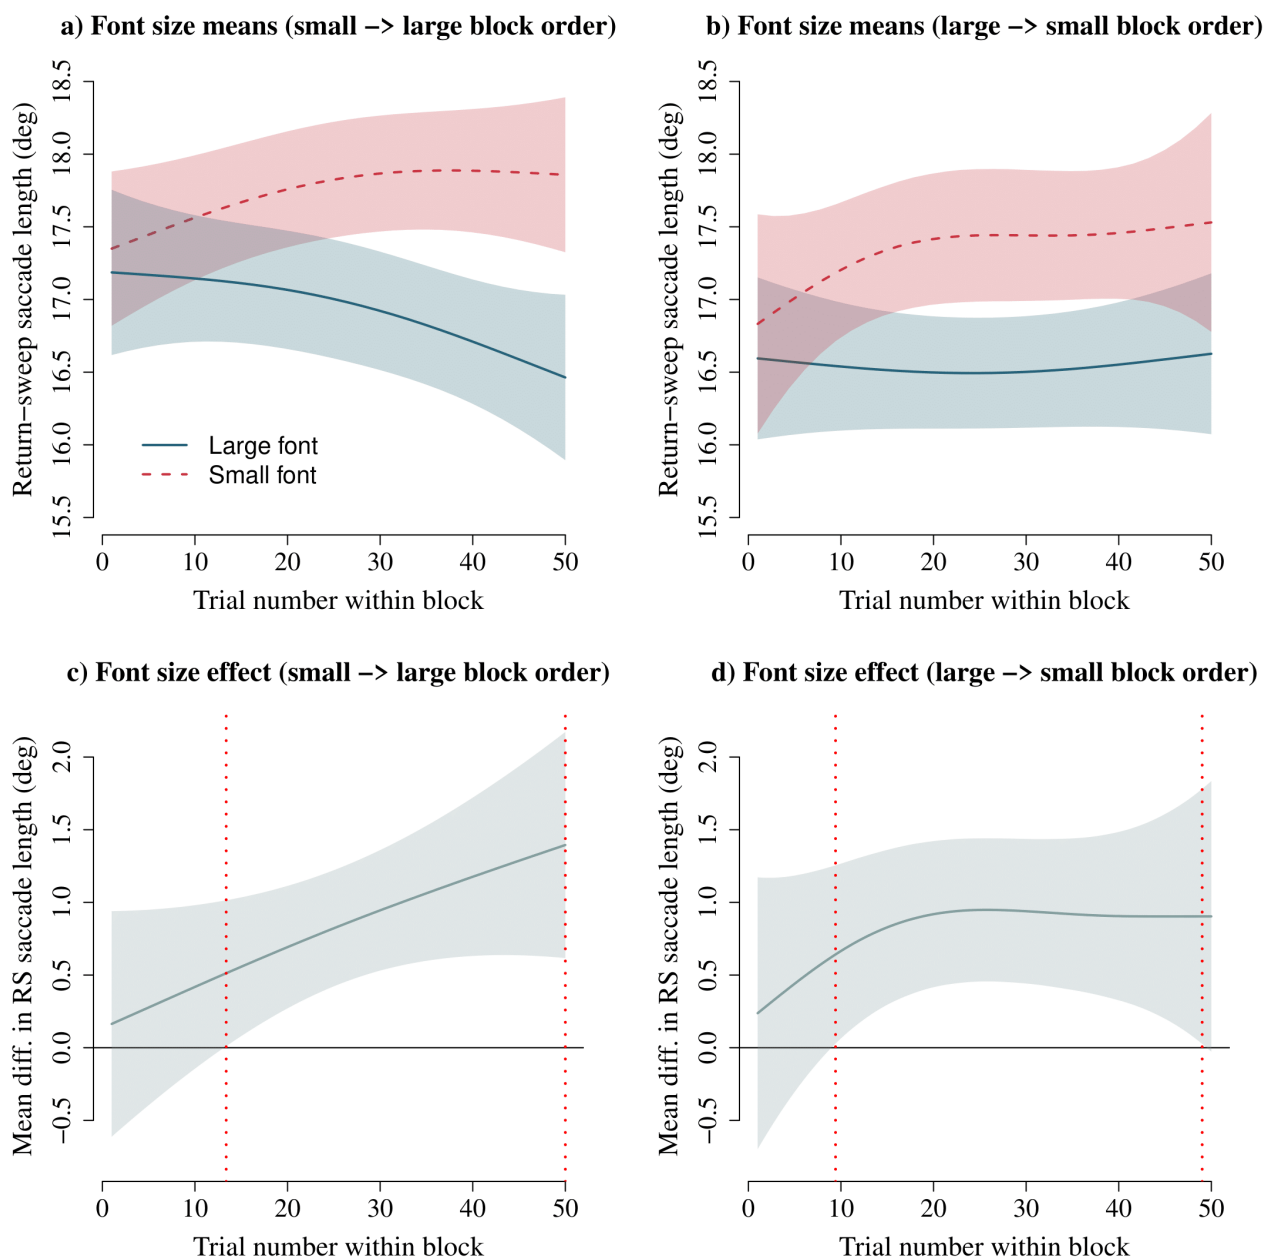 a) Font size means (small −> large block order)
Return−sweep saccade length (deg)
18.5
18.0
17.5
17.0
16.5
16.0
15.5
Large font
Small font
0 10 20 30 40 50
Trial number within block
b) Font size means (large −> small block order)
Return−sweep saccade length (deg)
18.5
18.0
17.5
17.0
16.5
16.0
15.5
0 10 20 30 40 50
Trial number within block
c) Font size effect (small −> large block order)
Mean diff. in RS saccade length (deg)
2.0
1.5
1.0
0.5
0.0
−0.5
0 10 20 30 40 50
Trial number within block
d) Font size effect (large −> small block order)
Mean diff. in RS saccade length (deg)
2.0
1.5
1.0
0.5
0.0
−0.5
0 10 20 30 40 50
Trial number within block